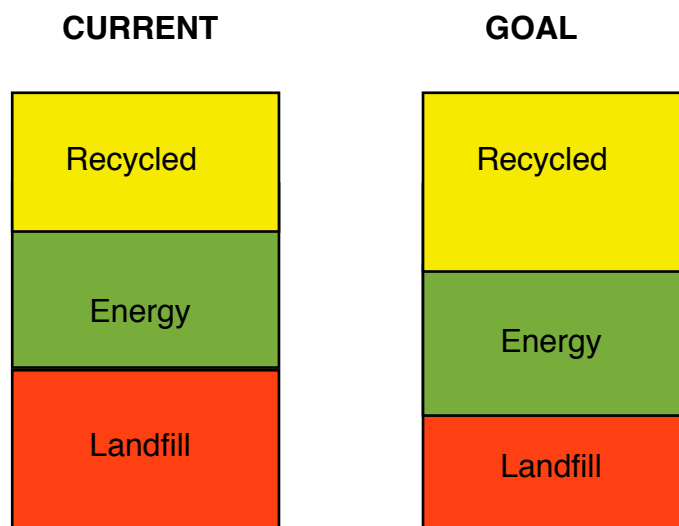 CURRENT
GOAL
Recycled
Recycled
Energy
Energy
Landfill
Landfill